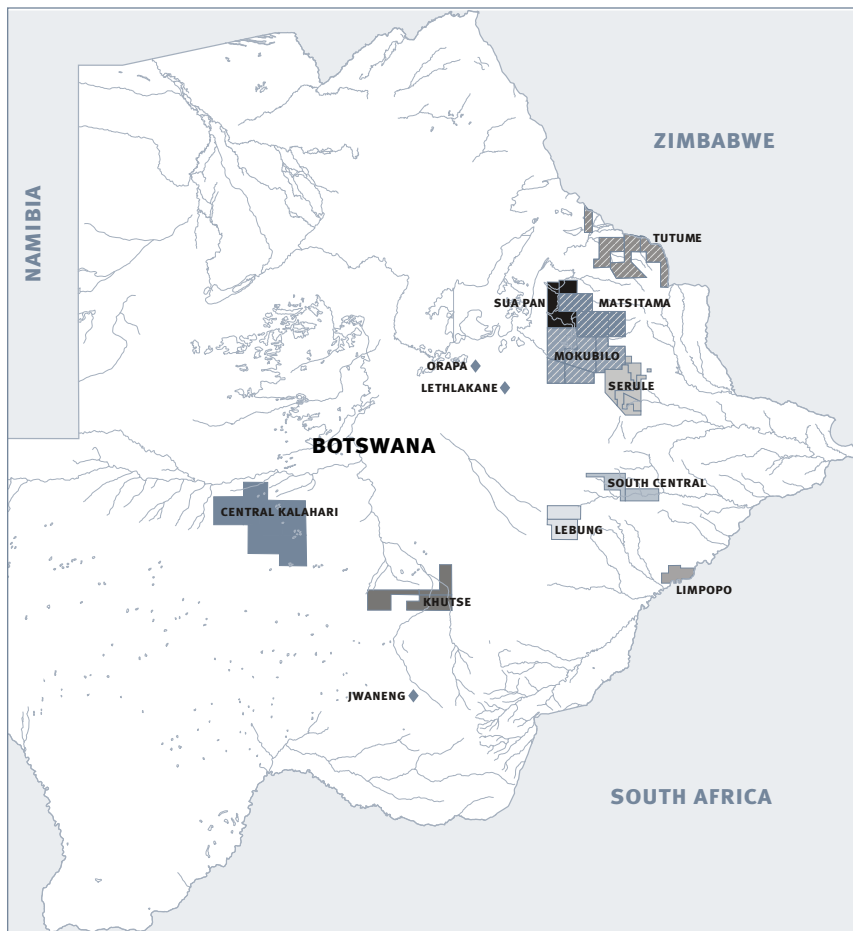 ZIMBABWE
NAMIBIA
TUTUME
SUA PAN
MATSITAMA
MOKUBILO
ORAPA
LETHLAKANE
SERULE
BOTSWANA
SOUTH CENTRAL
CENTRAL KALAHARI
LEBUNG
LIMPOPO
KHUTSE
JWANENG
SOUTH AFRICA